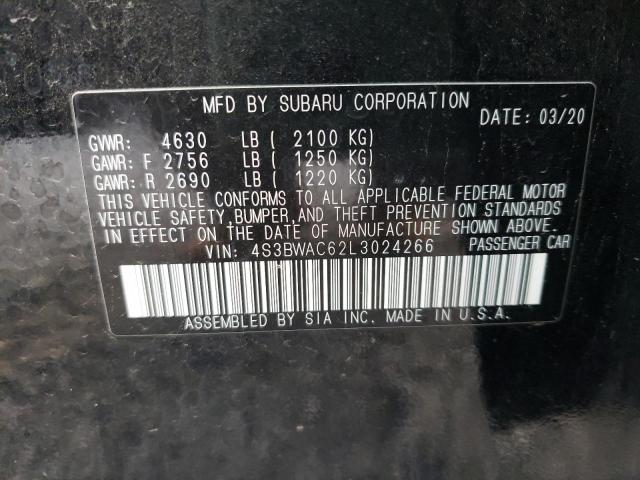 MFD BY SUBARU CORPORATION
DATE: 03/20
GVWR: 4630 LB ( 2100 KG)
GAWR: F 2756 LB ( 1250 KG)
GAWR: R 2690 LB ( 1220 KG)
THIS VEHICLE CONFORMS TO ALL APPLICABLE FEDERAL MOTOR
VEHICLE SAFETY, BUMPER, AND THEFT PREVENTION STANDARDS
IN EFFECT ON THE DATE OF MANUFACTURE SHOWN ABOVE.
VIN: 4S3BWAC62L3024266 PASSENGER CAR
ASSEMBLED BY SIA INC. MADE IN U.S.A.